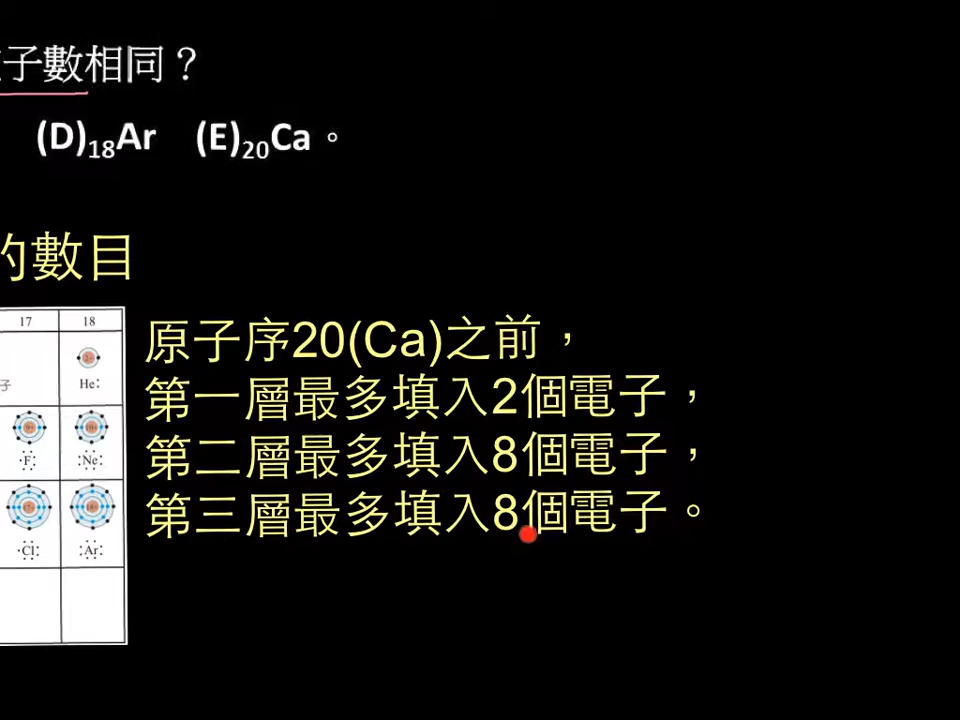 子數相同？
(D)₁₈Ar (E)₂₀Ca。
的數目
17 18
子 He:
原子序20(Ca)之前，
第一層最多填入2個電子，
·F: :Ne:
第二層最多填入8個電子，
第三層最多填入8個電子。
·Cl: :Ar: